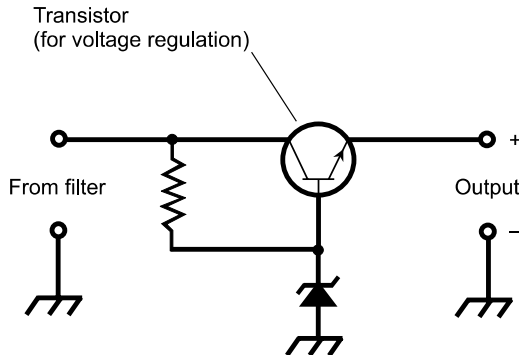 Transistor
(for voltage regulation)
+
From filter
Output
–